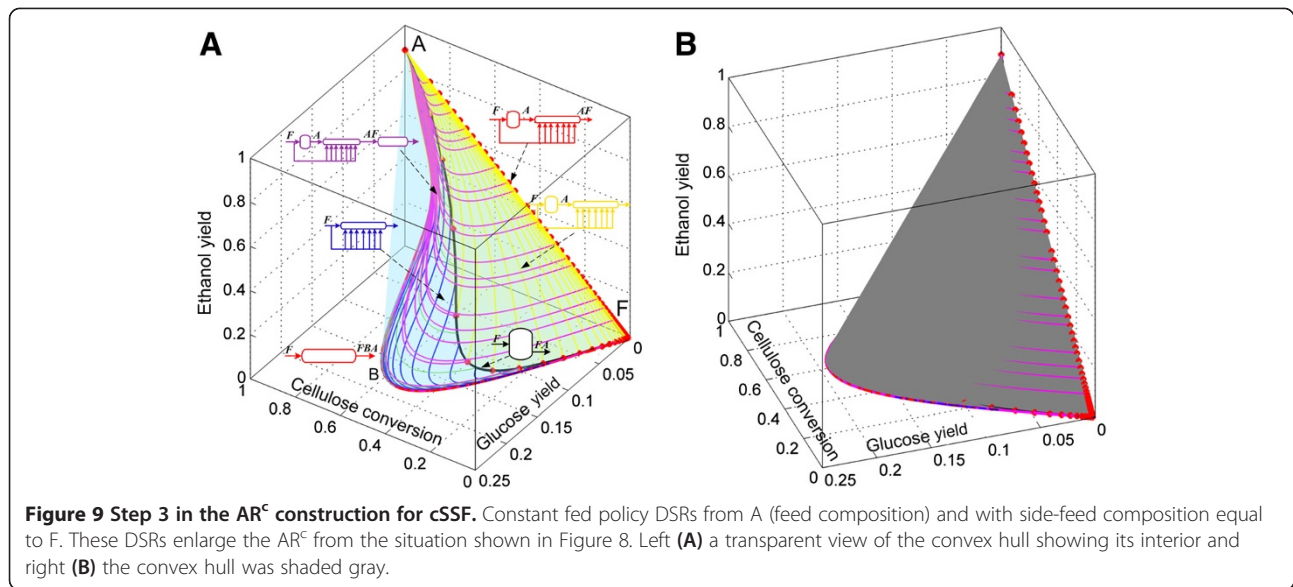 A
B
A
F
A
AF
F
A
AF
F
A
F
F
FA
F
FBA
B
Ethanol yield
1
0.8
0.6
0.4
0.2
0
1
0.8
0.6
0.4
0.2
0
Cellulose conversion
0.25
0.2
0.15
0.1
0.05
0
Glucose yield
Ethanol yield
1
0.8
0.6
0.4
0.2
0
1
0.8
0.6
0.4
0.2
0
Cellulose conversion
0.25
0.2
0.15
0.1
0.05
0
Glucose yield
Figure 9 Step 3 in the ARᶜ construction for cSSF. Constant fed policy DSRs from A (feed composition) and with side-feed composition equal
to F. These DSRs enlarge the ARᶜ from the situation shown in Figure 8. Left (A) a transparent view of the convex hull showing its interior and
right (B) the convex hull was shaded gray.